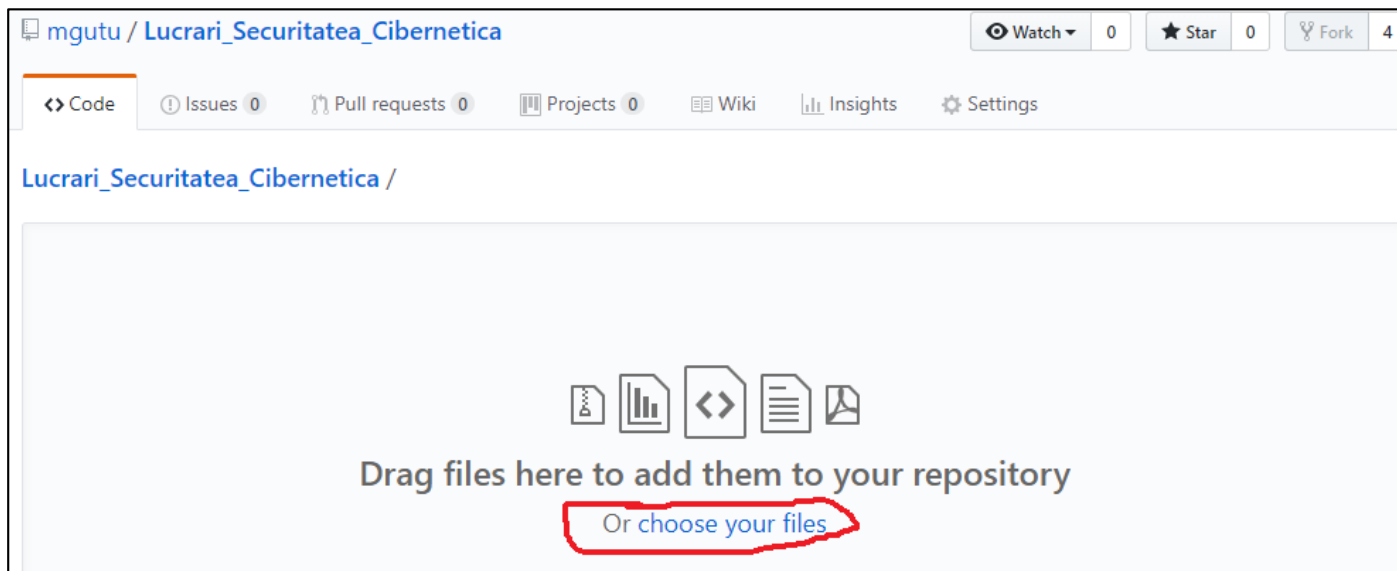 mgutu / Lucrari_Securitatea_Cibernetica Watch 0 Star 0 Fork 4
Code Issues 0 Pull requests 0 Projects 0 Wiki Insights Settings
Lucrari_Securitatea_Cibernetica /
Drag files here to add them to your repository
Or choose your files